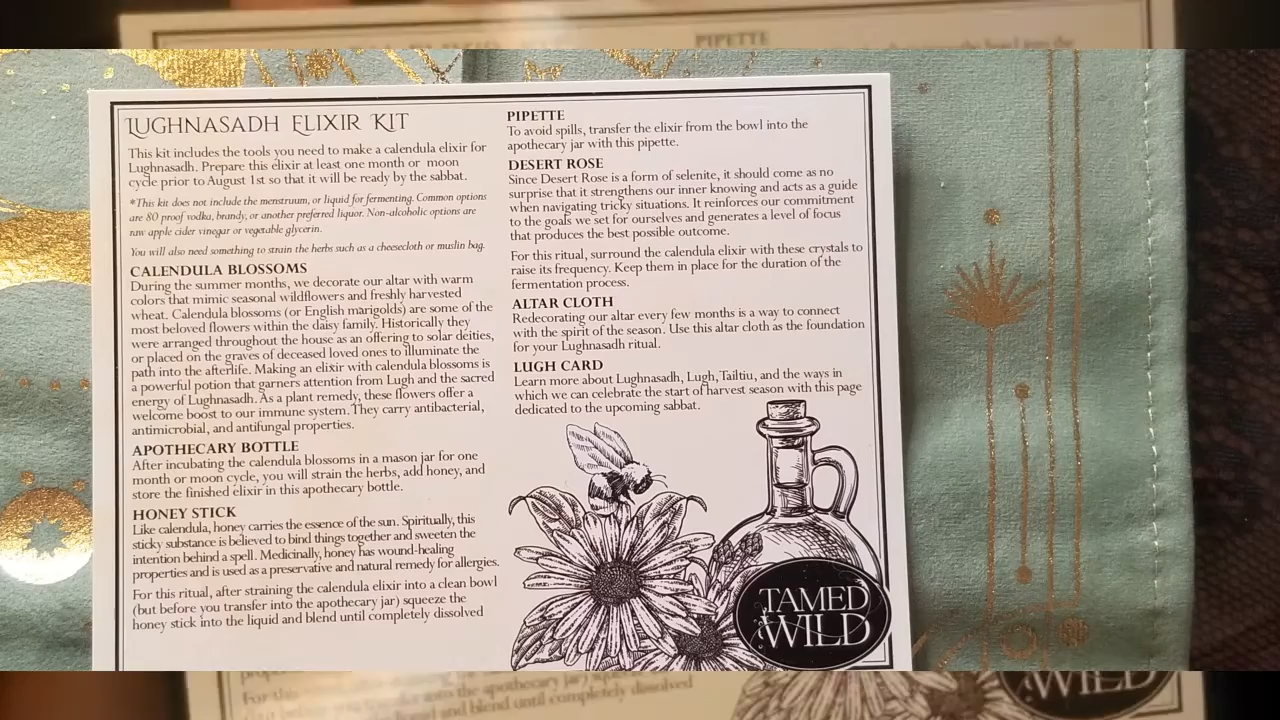 LUGHNASADH ELIXIR KIT
This kit includes the tools you need to make a calendula elixir for
Lughnasadh. Prepare this elixir at least one month or moon
cycle prior to August 1st so that it will be ready by the sabbat.
*This kit does not include the menstruum, or liquid for fermenting. Common options
are 80 proof vodka, brandy, or another preferred liquor. Non-alcoholic options are
raw apple cider vinegar or vegetable glycerin.
You will also need something to strain the herbs such as a cheesecloth or muslin bag.
CALENDULA BLOSSOMS
During the summer months, we decorate our altar with warm
colors that mimic seasonal wildflowers and freshly harvested
wheat. Calendula blossoms (or English marigolds) are some of the
most beloved flowers within the daisy family. Historically they
were arranged throughout the house as an offering to solar deities,
or placed on the graves of deceased loved ones to illuminate the
path into the afterlife. Making an elixir with calendula blossoms is
a powerful potion that garners attention from Lugh and the sacred
energy of Lughnasadh. As a plant remedy, these flowers offer a
welcome boost to our immune system. They carry antibacterial,
antimicrobial, and antifungal properties.
APOTHECARY BOTTLE
After incubating the calendula blossoms in a mason jar for one
month or moon cycle, you will strain the herbs, add honey, and
store the finished elixir in this apothecary bottle.
HONEY STICK
Like calendula, honey carries the essence of the sun. Spiritually, this
sticky substance is believed to bind things together and sweeten the
intention behind a spell. Medicinally, honey has wound-healing
properties and is used as a preservative and natural remedy for allergies.
For this ritual, after straining the calendula elixir into a clean bowl
(but before you transfer into the apothecary jar) squeeze the
honey stick into the liquid and blend until completely dissolved
PIPETTE
To avoid spills, transfer the elixir from the bowl into the
apothecary jar with this pipette.
DESERT ROSE
Since Desert Rose is a form of selenite, it should come as no
surprise that it strengthens our inner knowing and acts as a guide
when navigating tricky situations. It reinforces our commitment
to the goals we set for ourselves and generates a level of focus
that produces the best possible outcome.
For this ritual, surround the calendula elixir with these crystals to
raise its frequency. Keep them in place for the duration of the
fermentation process.
ALTAR CLOTH
Redecorating our altar every few months is a way to connect
with the spirit of the season. Use this altar cloth as the foundation
for your Lughnasadh ritual.
LUGH CARD
Learn more about Lughnasadh, Lugh, Tailtiu, and the ways in
which we can celebrate the start of harvest season with this page
dedicated to the upcoming sabbat.
TAMED
WILD